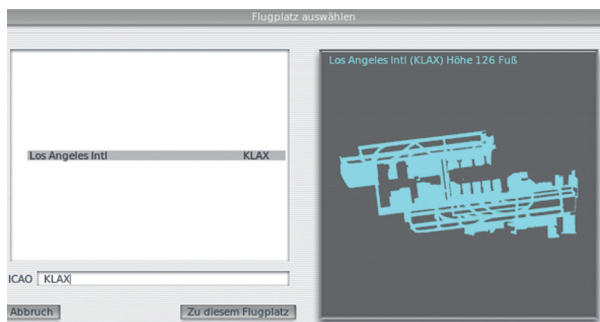 Flugplatz auswählen
Los Angeles Intl (KLAX) Höhe 126 Fuß
Los Angeles Intl KLAX
ICAO KLAX
Abbruch Zu diesem Flugplatz